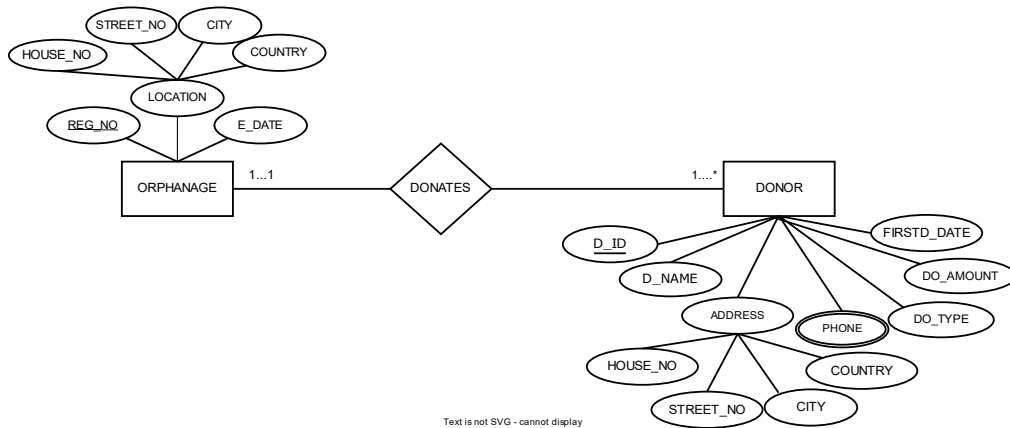 STREET_NO
CITY
HOUSE_NO
COUNTRY
LOCATION
REG_NO
E_DATE
ORPHANAGE
1...1
DONATES
1....*
DONOR
FIRSTD_DATE
D_ID
D_NAME
DO_AMOUNT
ADDRESS
PHONE
DO_TYPE
HOUSE_NO
COUNTRY
STREET_NO
CITY
Text is not SVG - cannot display